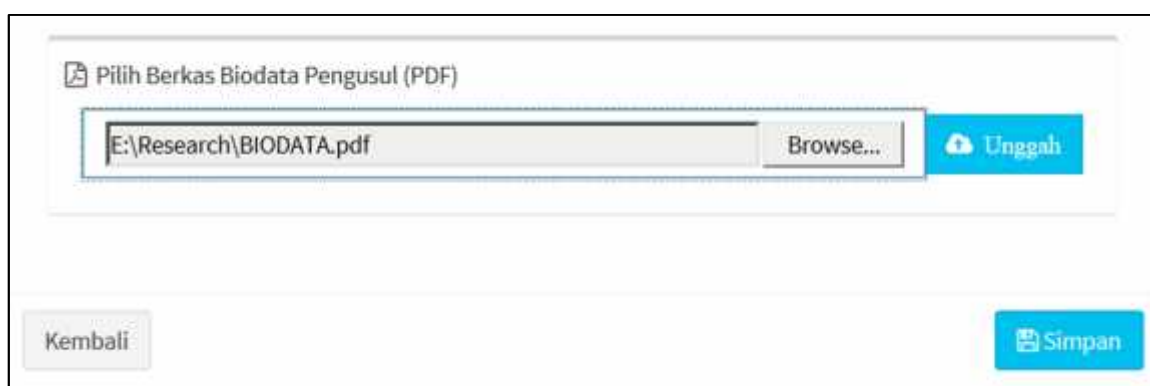 Pilih Berkas Biodata Pengusul (PDF)
E:\Research\BIODATA.pdf Browse... Unggah
Kembali Simpan